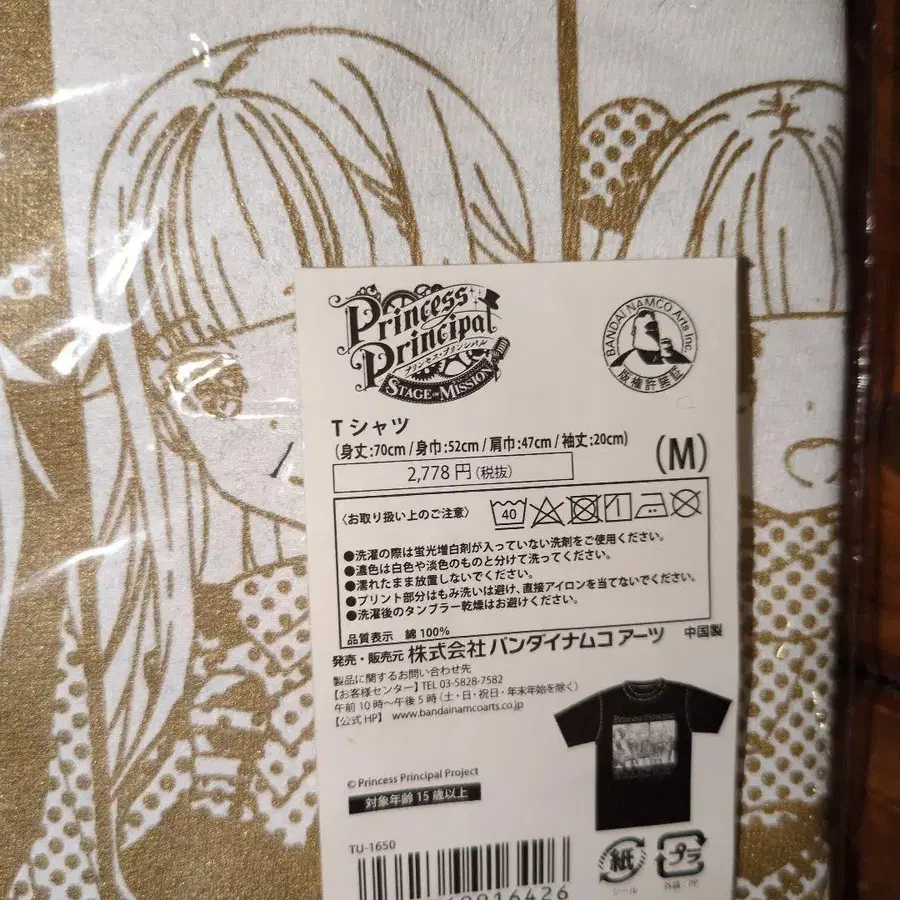 Princess
Principal
プリンセス・プリンシパル
STAGE OF MISSION
BANDAI NAMCO Arts Inc.
版権許諾証
Tシャツ
(身丈:70cm / 身巾:52cm / 肩巾:47cm / 袖丈:20cm)
(M)
2,778円(税抜)
〈お取り扱い上のご注意〉
40
●洗濯の際は蛍光増白剤が入っていない洗剤をご使用ください。
●濃色は白色や淡色のものと分けて洗ってください。
●濡れたまま放置しないでください。
●プリント部分はもみ洗いは避け、直接アイロンを当てないでください。
●洗濯後のタンブラー乾燥はお避けください。
品質表示 綿100%
発売・販売元 株式会社バンダイナムコアーツ 中国製
製品に関するお問い合わせ先
【お客様センター】TEL 03-5828-7582
午前10時～午後5時(土・日・祝日・年末年始を除く)
【公式HP】 www.bandainamcoarts.co.jp
Princess Principal
© Princess Principal Project
対象年齢15歳以上
TU-1650
紙
シール
プラ